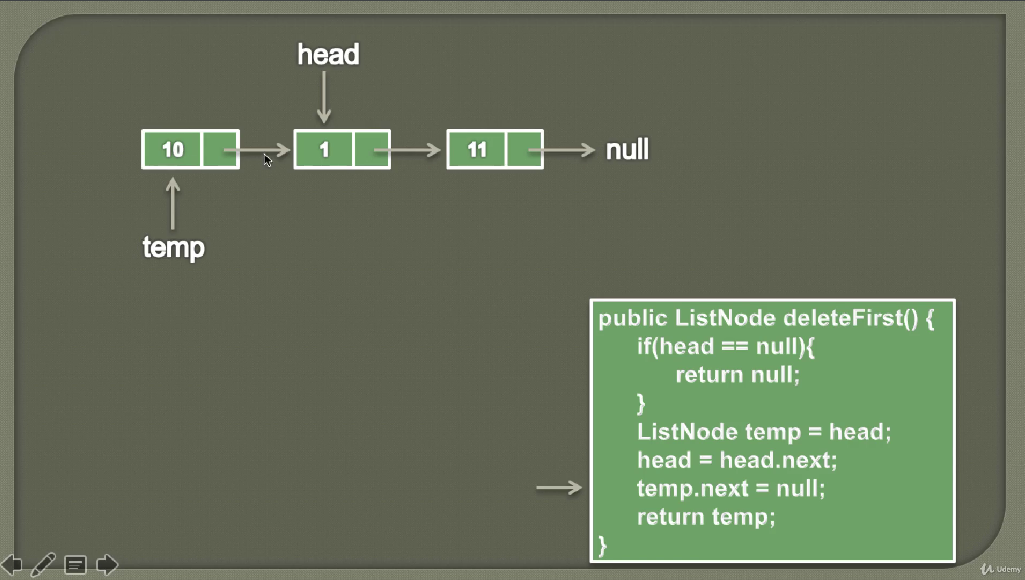 head
10 1 11 null
temp
public ListNode deleteFirst() {
if(head == null){
return null;
}
ListNode temp = head;
head = head.next;
temp.next = null;
return temp;
}
Udemy